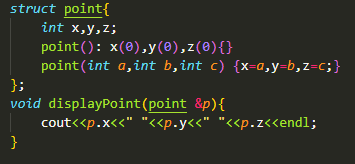 struct point{
    int x,y,z;
    point(): x(0),y(0),z(0){}
    point(int a,int b,int c) {x=a,y=b,z=c;}
};
void displayPoint(point &p){
    cout<<p.x<<" "<<p.y<<" "<<p.z<<endl;
}